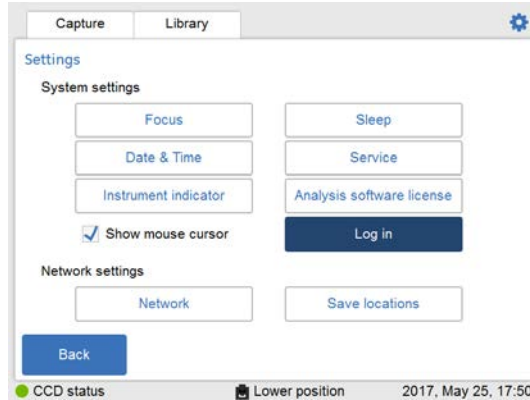 Capture Library
Settings
System settings
Focus Sleep
Date & Time Service
Instrument indicator Analysis software license
Show mouse cursor Log in
Network settings
Network Save locations
Back
CCD status Lower position 2017, May 25, 17:50